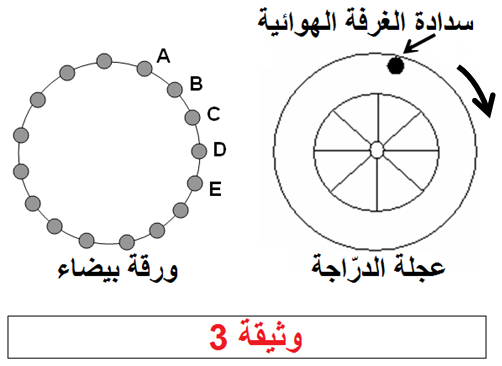 سدادة الغرفة الهوائية
A
B
C
D
E
ورقة بيضاء
عجلة الدرّاجة
وثيقة 3